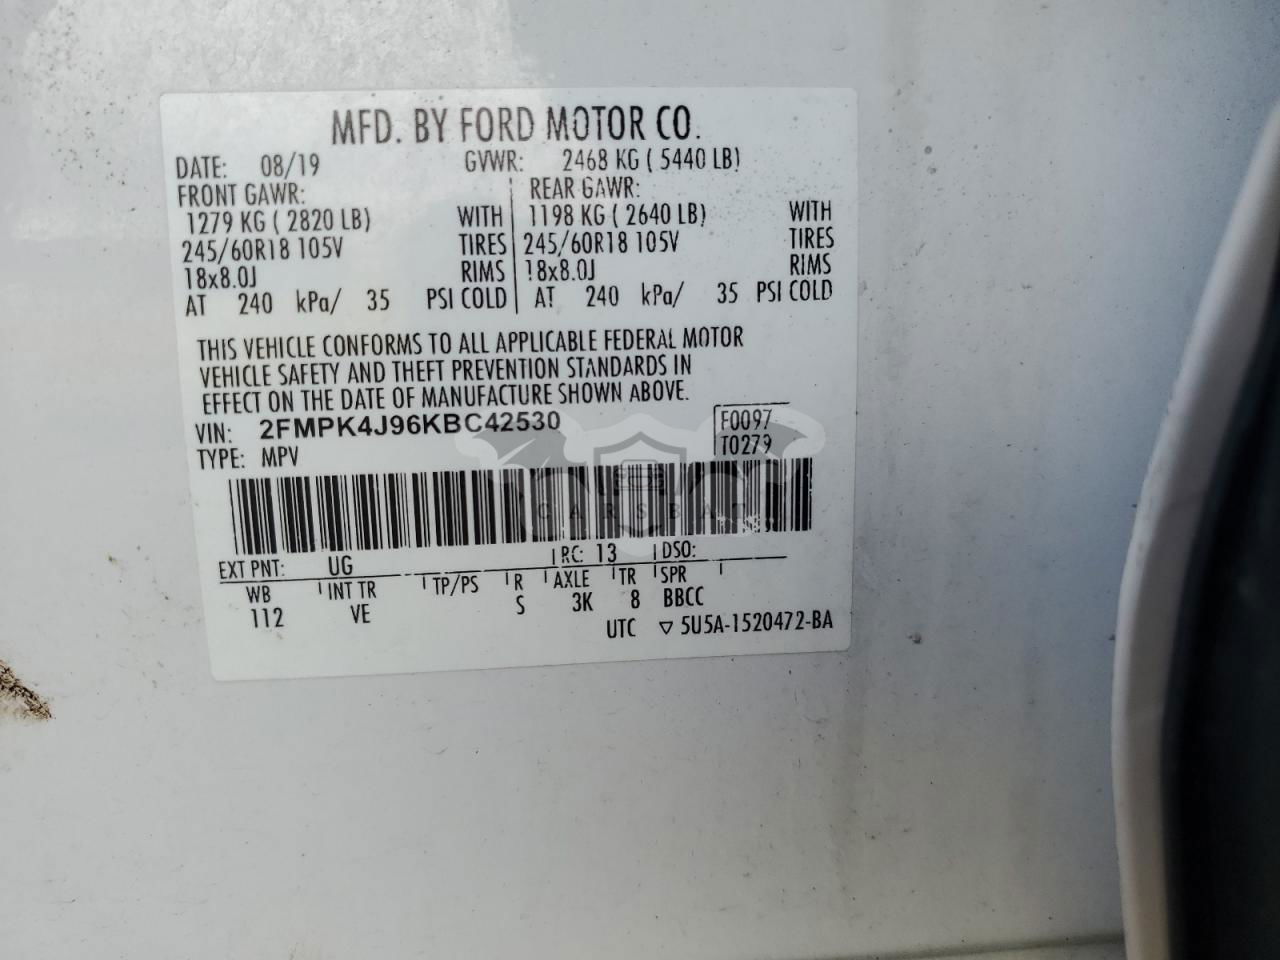 MFD. BY FORD MOTOR CO.
DATE: 08/19 GVWR: 2468 KG ( 5440 LB)
FRONT GAWR: REAR GAWR:
1279 KG ( 2820 LB) WITH 1198 KG ( 2640 LB) WITH
245/60R18 105V TIRES 245/60R18 105V TIRES
18x8.0J RIMS 18x8.0J RIMS
AT 240 kPa/ 35 PSI COLD AT 240 kPa/ 35 PSI COLD
THIS VEHICLE CONFORMS TO ALL APPLICABLE FEDERAL MOTOR
VEHICLE SAFETY AND THEFT PREVENTION STANDARDS IN
EFFECT ON THE DATE OF MANUFACTURE SHOWN ABOVE.
VIN: 2FMPK4J96KBC42530 F0097
TYPE: MPV T0279
CARSBAT
EXT PNT: UG RC: 13 DSO:
WB INT TR TP/PS R AXLE TR SPR
112 VE S 3K 8 BBCC
UTC ▽ 5U5A-1520472-BA